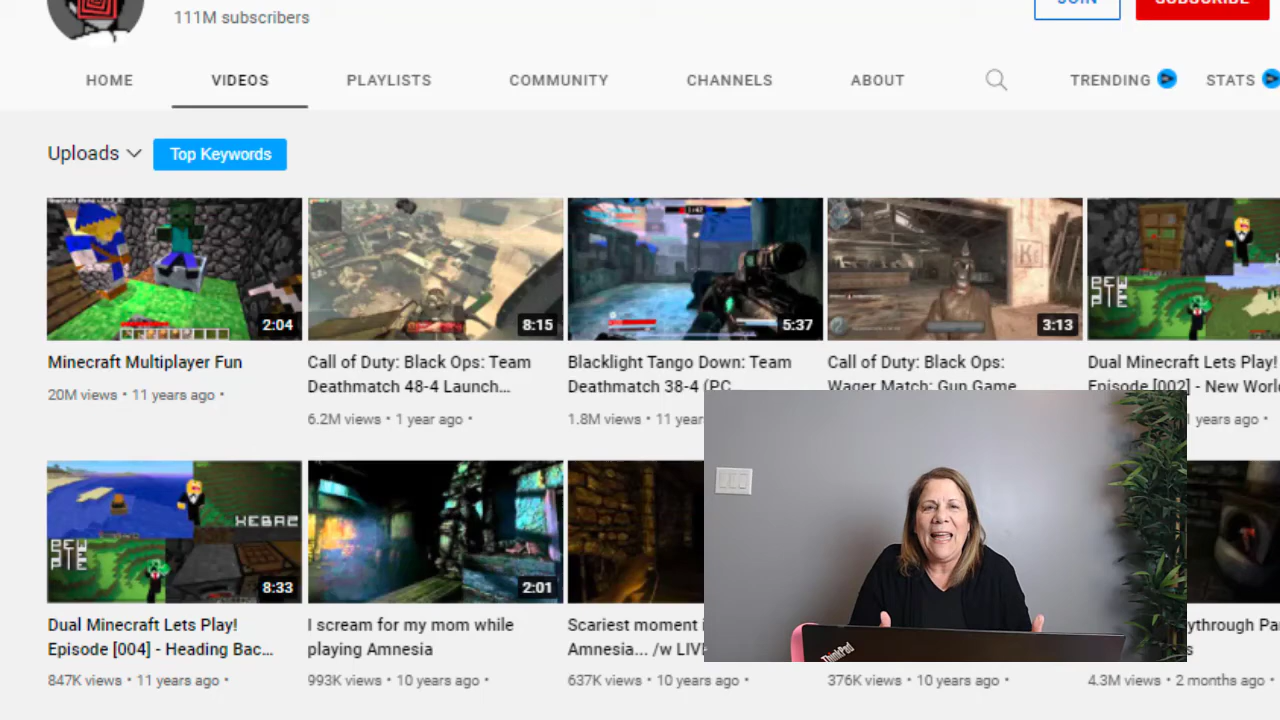 111M subscribers
JOIN
SUBSCRIBE
HOME
VIDEOS
PLAYLISTS
COMMUNITY
CHANNELS
ABOUT
TRENDING
STATS
Uploads
Top Keywords
2:04
8:15
5:37
3:13
PEW
PIE
Minecraft Multiplayer Fun
20M views • 11 years ago •
Call of Duty: Black Ops: Team
Deathmatch 48-4 Launch...
6.2M views • 1 year ago •
Blacklight Tango Down: Team
Deathmatch 38-4 (PC
1.8M views • 11 year
Call of Duty: Black Ops:
Wager Match: Gun Game
Dual Minecraft Lets Play!
Episode [002] - New World
years ago •
8:33
2:01
Dual Minecraft Lets Play!
Episode [004] - Heading Bac...
847K views • 11 years ago •
I scream for my mom while
playing Amnesia
993K views • 10 years ago •
Scariest moment i
Amnesia... /w LIV
637K views • 10 years ago •
376K views • 10 years ago •
ythrough Pa
4.3M views • 2 months ago •
ThinkPad